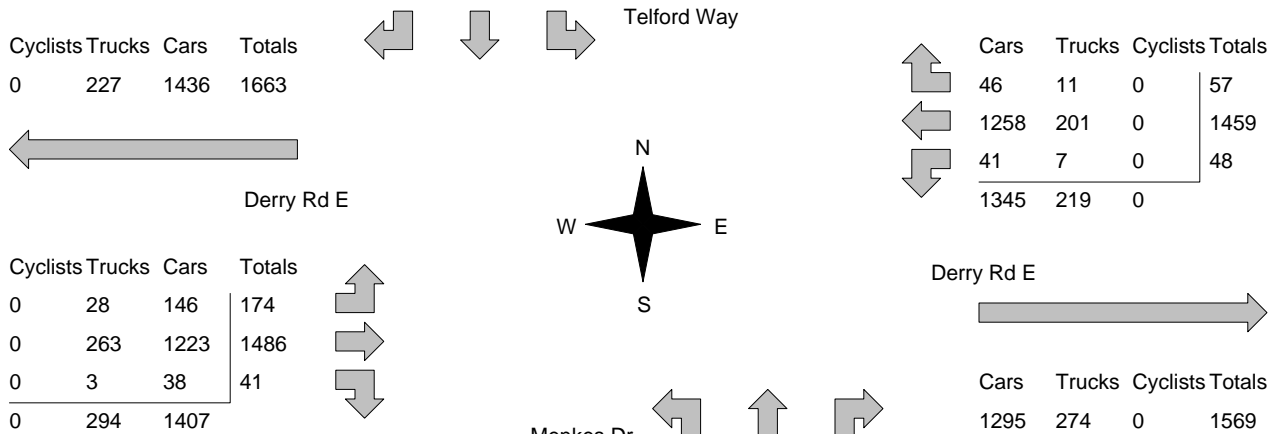 Telford Way
Cyclists Trucks Cars Totals
0 227 1436 1663
Cars Trucks Cyclists Totals
46 11 0 57
1258 201 0 1459
41 7 0 48
1345 219 0
Derry Rd E
N
W E
S
Cyclists Trucks Cars Totals
0 28 146 174
0 263 1223 1486
0 3 38 41
0 294 1407
Derry Rd E
Cars Trucks Cyclists Totals
1295 274 0 1569
Menkes Dr